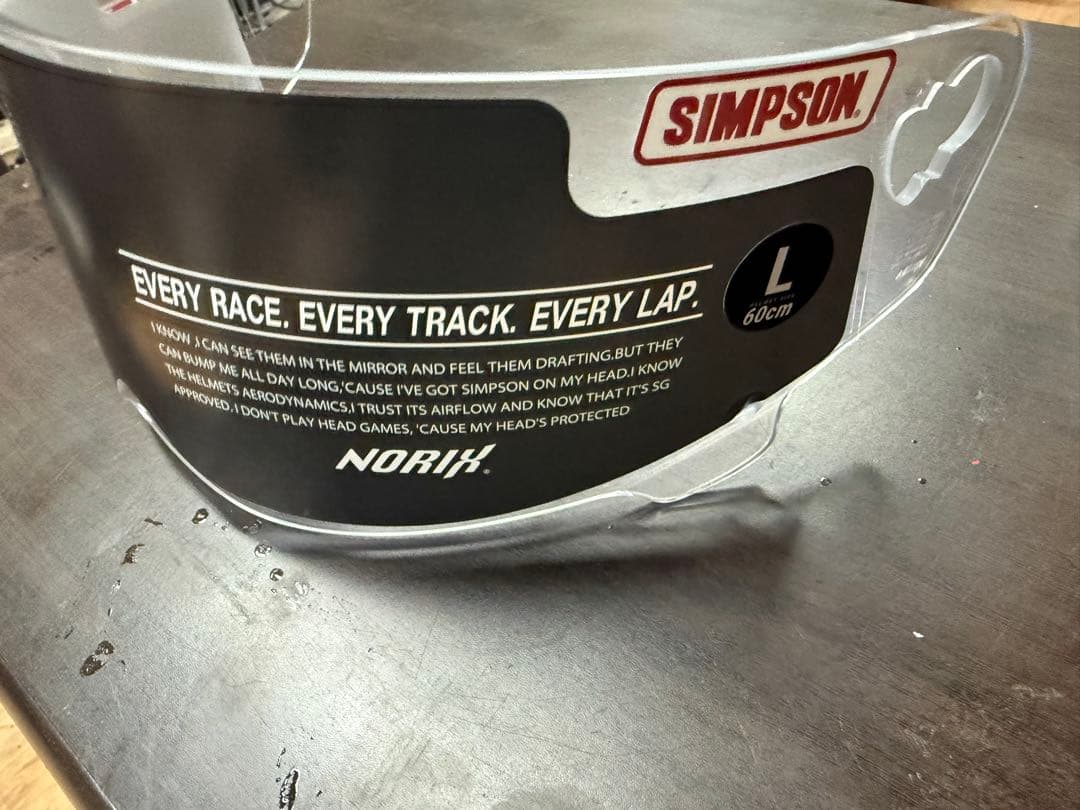 SIMPSON.
L
HELMET SIZE
60cm
EVERY RACE. EVERY TRACK. EVERY LAP.
I KNOW ,I CAN SEE THEM IN THE MIRROR AND FEEL THEM DRAFTING.BUT THEY
CAN BUMP ME ALL DAY LONG,'CAUSE I'VE GOT SIMPSON ON MY HEAD.I KNOW
THE HELMETS AERODYNAMICS,I TRUST ITS AIRFLOW AND KNOW THAT IT'S SG
APPROVED. I DON'T PLAY HEAD GAMES, 'CAUSE MY HEAD'S PROTECTED
NORIX®